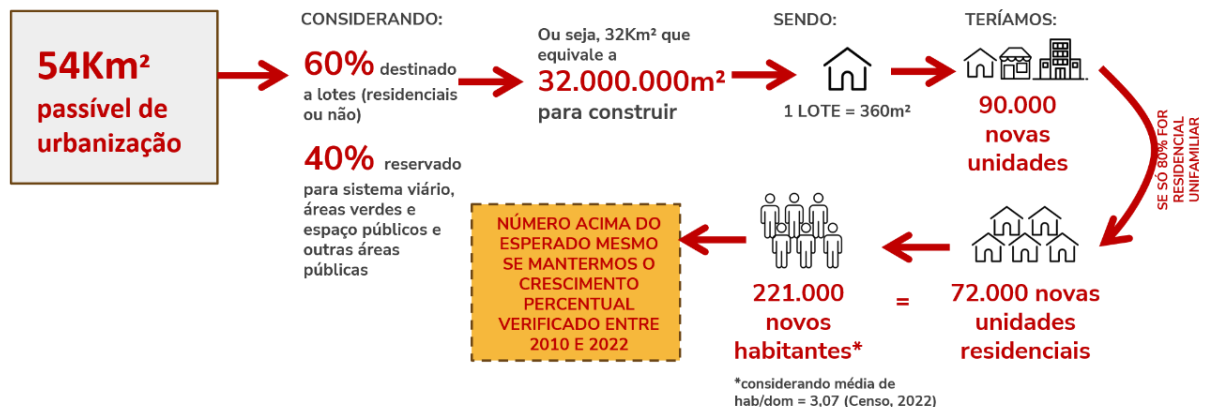 54Km²
passível de
urbanização
CONSIDERANDO:
60% destinado
a lotes (residenciais
ou não)
40% reservado
para sistema viário,
áreas verdes e
espaço públicos e
outras áreas
públicas
Ou seja, 32Km² que
equivale a
32.000.000m²
para construir
SENDO:
1 LOTE = 360m²
TERÍAMOS:
90.000
novas
unidades
SE SÓ 80% FOR
RESIDENCIAL
UNIFAMILIAR
72.000 novas
unidades
residenciais
=
221.000
novos
habitantes*
*considerando média de
hab/dom = 3,07 (Censo, 2022)
NÚMERO ACIMA DO
ESPERADO MESMO
SE MANTERMOS O
CRESCIMENTO
PERCENTUAL
VERIFICADO ENTRE
2010 E 2022